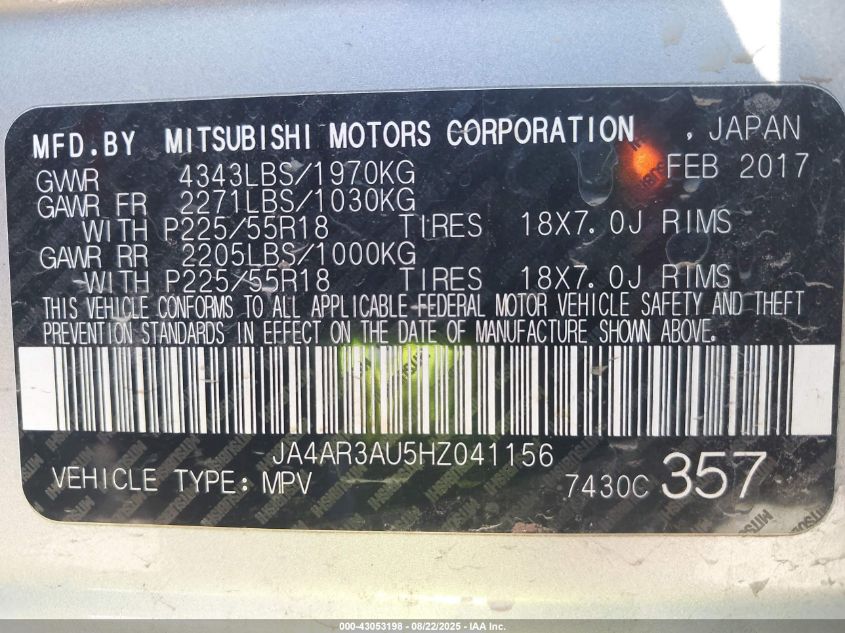 MFD.BY MITSUBISHI MOTORS CORPORATION , JAPAN
GVWR 4343LBS/1970KG FEB 2017
GAWR FR 2271LBS/1030KG
WITH P225/55R18 TIRES 18X7.0J RIMS
GAWR RR 2205LBS/1000KG
WITH P225/55R18 TIRES 18X7.0J RIMS
THIS VEHICLE CONFORMS TO ALL APPLICABLE FEDERAL MOTOR VEHICLE SAFETY AND THEFT
PREVENTION STANDARDS IN EFFECT ON THE DATE OF MANUFACTURE SHOWN ABOVE.
JA4AR3AU5HZ041156
VEHICLE TYPE: MPV 7430C 357
000-43053198 - 08/22/2025 - IAA Inc.